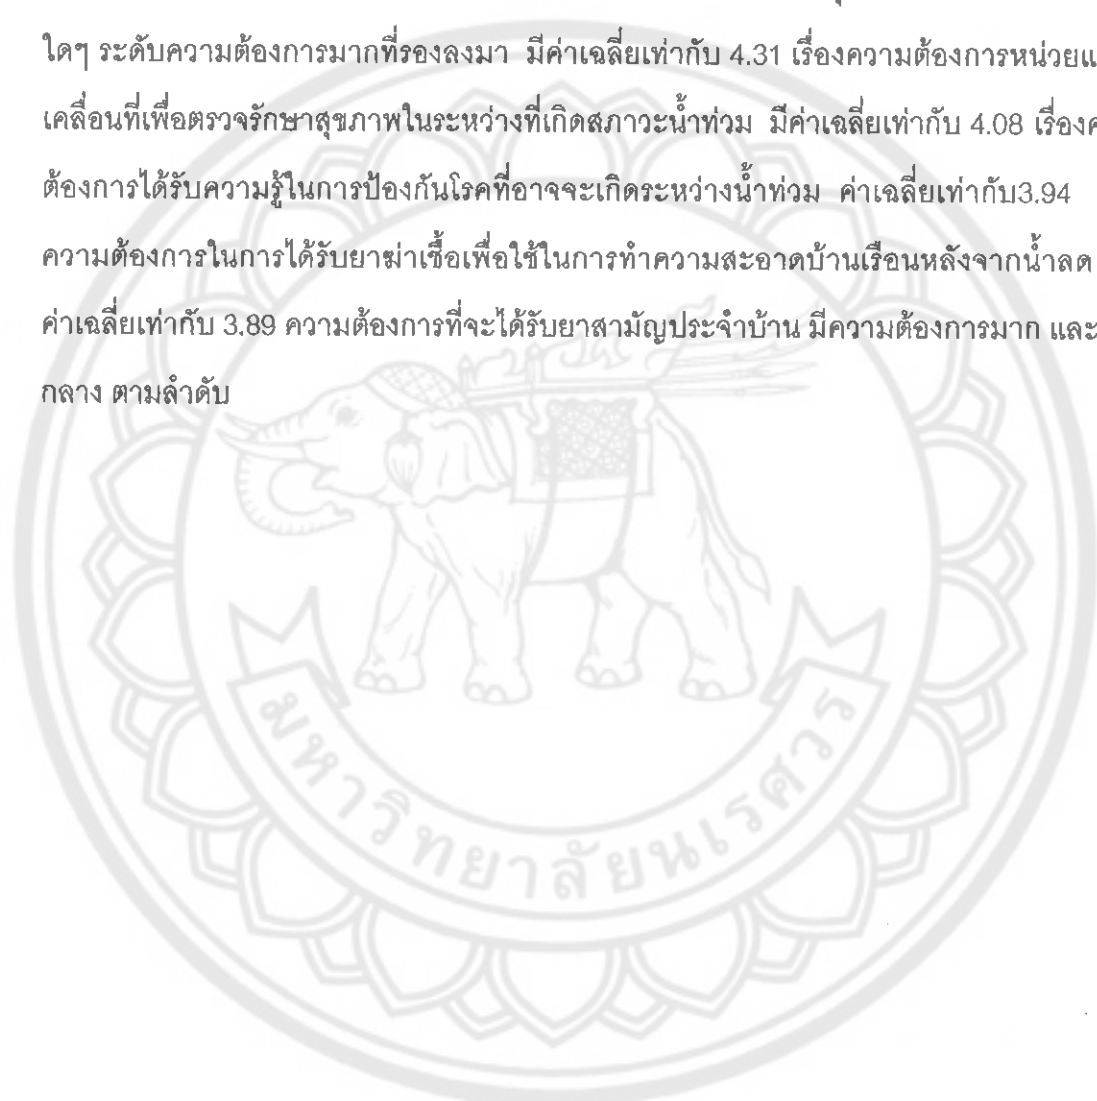 ใดๆ ระดับความต้องการมากที่รองลงมา มีค่าเฉลี่ยเท่ากับ 4.31 เรื่องความต้องการหน่วยแ
เคลื่อนที่เพื่อตรวจรักษาสุขภาพในระหว่างที่เกิดสภาวะน้ำท่วม มีค่าเฉลี่ยเท่ากับ 4.08 เรื่องค
ต้องการได้รับความรู้ในการป้องกันโรคที่อาจจะเกิดระหว่างน้ำท่วม ค่าเฉลี่ยเท่ากับ3.94
ความต้องการในการได้รับยาฆ่าเชื้อเพื่อใช้ในการทำความสะอาดบ้านเรือนหลังจากน้ำลด
ค่าเฉลี่ยเท่ากับ 3.89 ความต้องการที่จะได้รับยาสามัญประจำบ้าน มีความต้องการมาก และ
กลาง ตามลำดับ
มหาวิทยาลัยนเรศวร